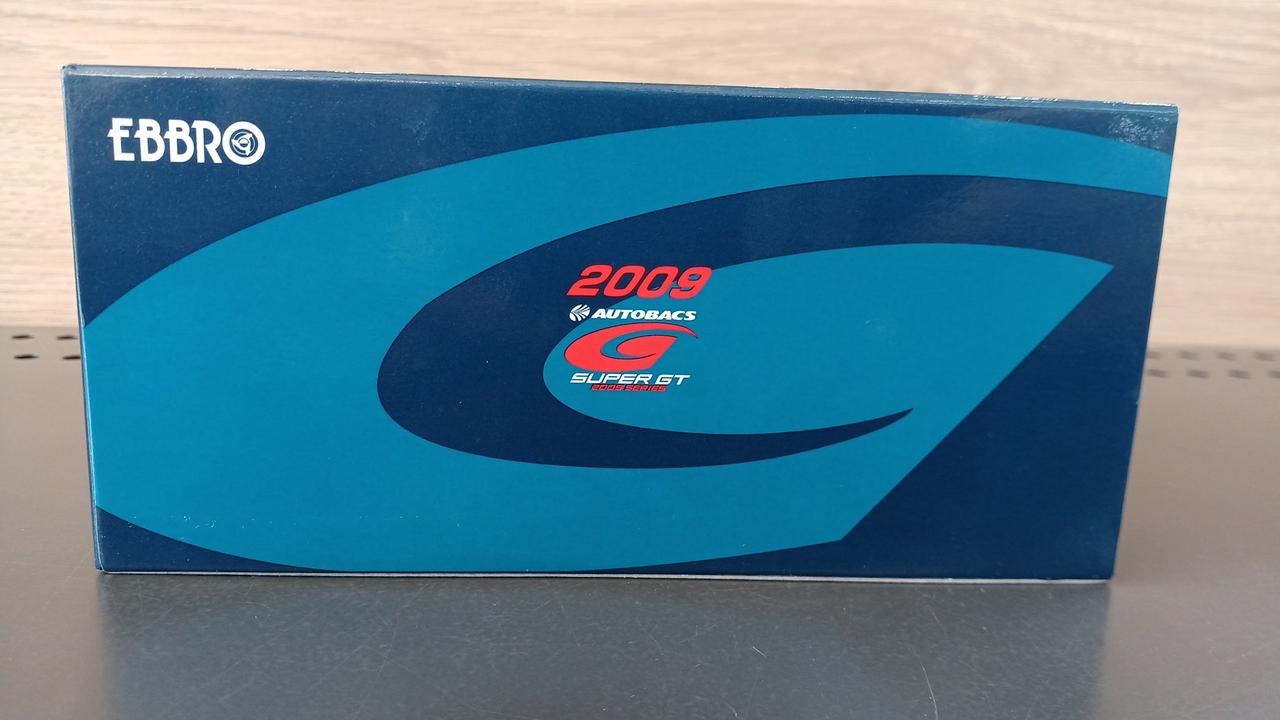 EBBRO
2009
AUTOBACS
SUPER GT
2009 SERIES